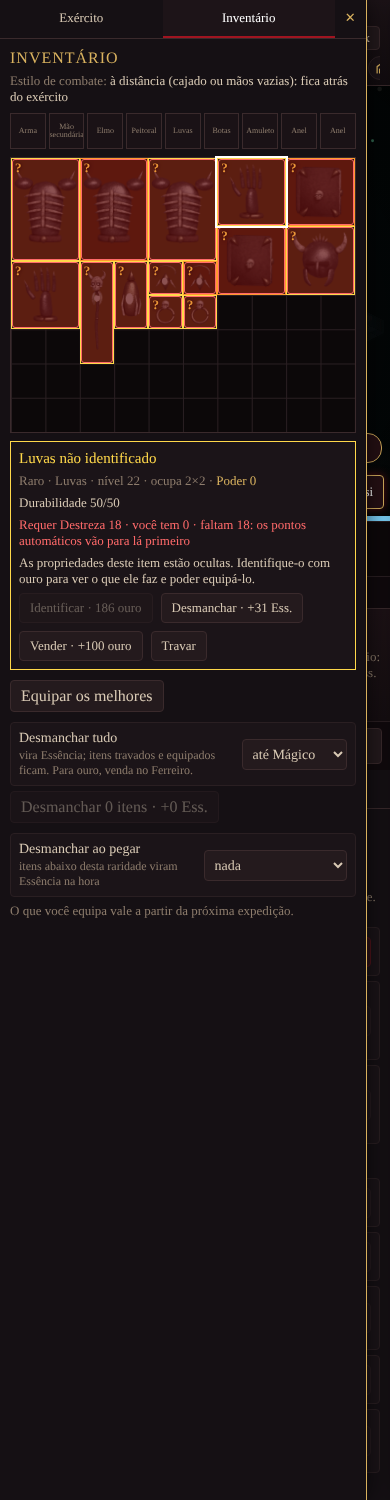 Exército
Inventário
×
INVENTÁRIO
Estilo de combate: à distância (cajado ou mãos vazias): fica atrás
do exército
Arma
Mão
secundária
Elmo
Peitoral
Luvas
Botas
Amuleto
Anel
Anel
? ? ? ? ?
? ?
? ? ? ? ?
? ?
Luvas não identificado
Raro · Luvas · nível 22 · ocupa 2×2 · Poder 0
Durabilidade 50/50
Requer Destreza 18 · você tem 0 · faltam 18: os pontos
automáticos vão para lá primeiro
As propriedades deste item estão ocultas. Identifique-o com
ouro para ver o que ele faz e poder equipá-lo.
Identificar · 186 ouro
Desmanchar · +31 Ess.
Vender · +100 ouro
Travar
Equipar os melhores
Desmanchar tudo
vira Essência; itens travados e equipados
ficam. Para ouro, venda no Ferreiro.
até Mágico
Desmanchar 0 itens · +0 Ess.
Desmanchar ao pegar
itens abaixo desta raridade viram
Essência na hora
nada
O que você equipa vale a partir da próxima expedição.